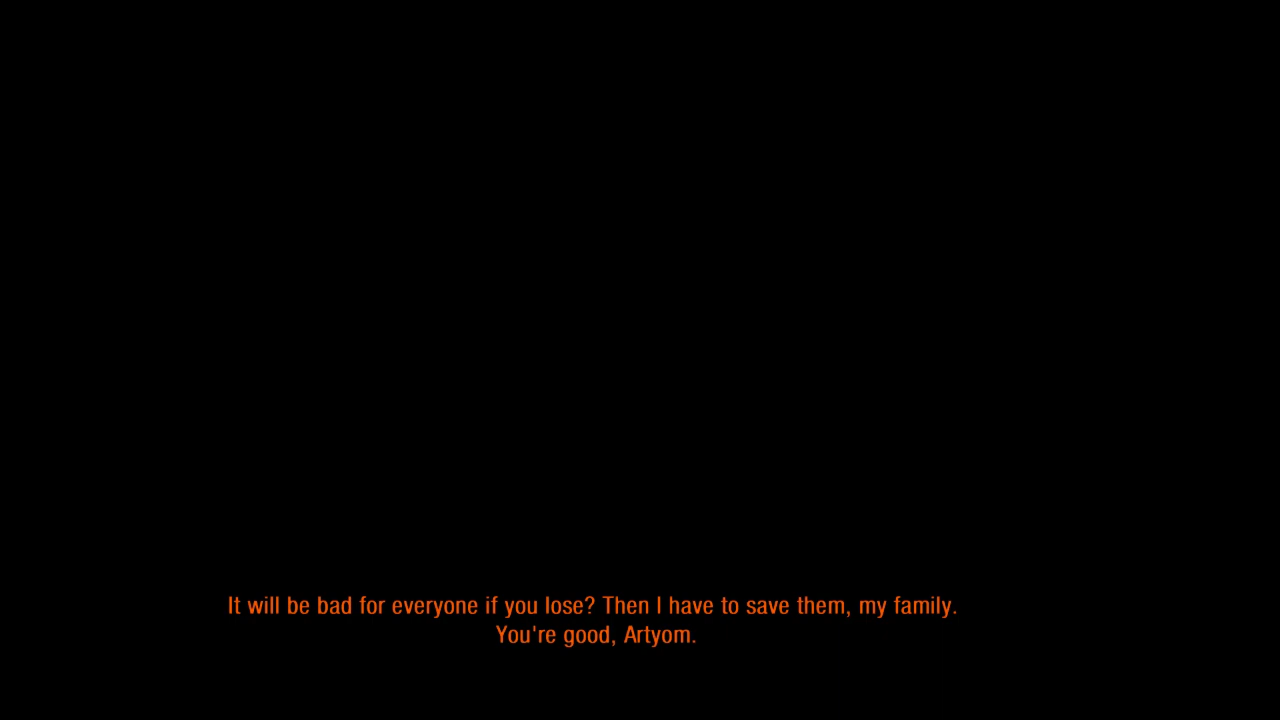 It will be bad for everyone if you lose? Then I have to save them, my family.
You're good, Artyom.